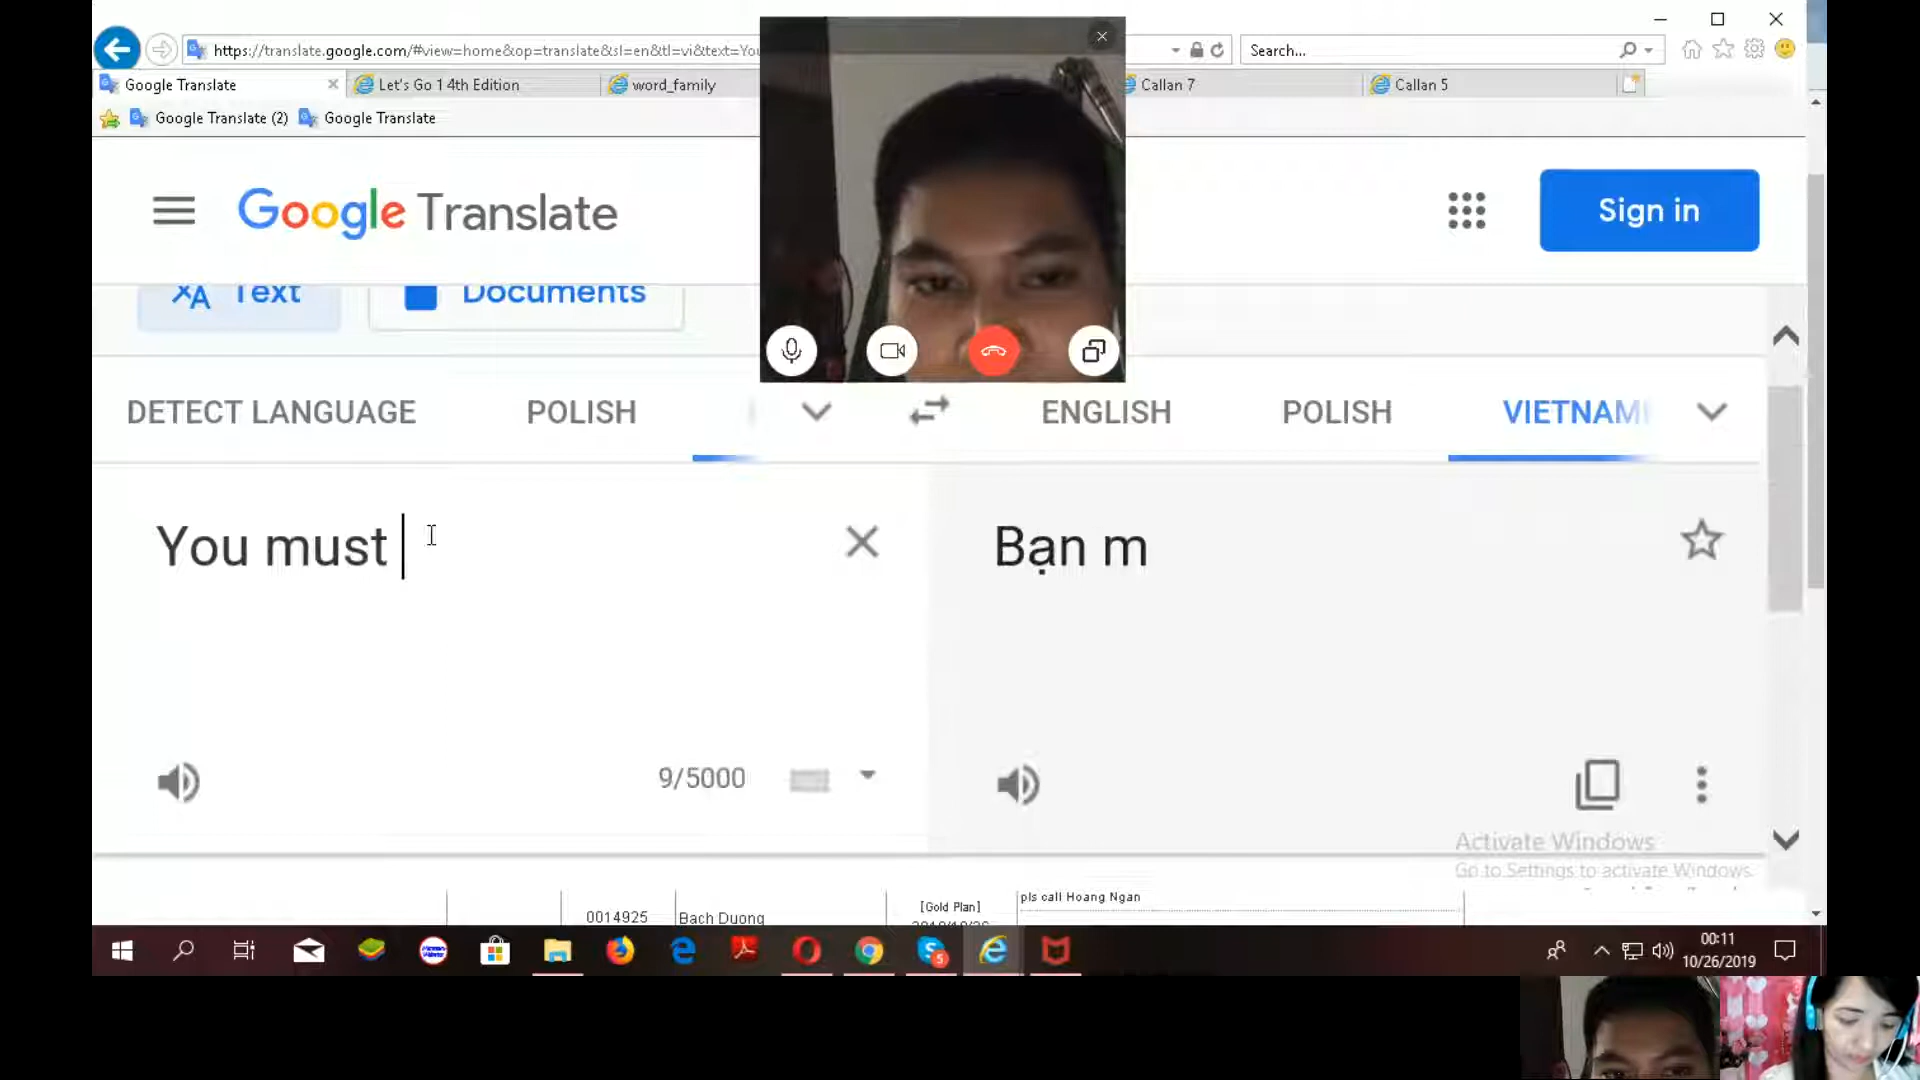 https://translate.google.com/#view=home&op=translate&sl=en&tl=vi&text=Yo
Search...
Google Translate
Let's Go 1 4th Edition
word_family
Callan 7
Callan 5
Google Translate (2)
Google Translate
Google Translate
Sign in
Text
Documents
DETECT LANGUAGE
POLISH
ENGLISH
POLISH
VIETNAM
You must
Bạn m
9/5000
Activate Windows
Go to Settings to activate Windows.
pls call Hoang Ngan
0014925
Bach Duong
[Gold Plan]
5
00:11
10/26/2019